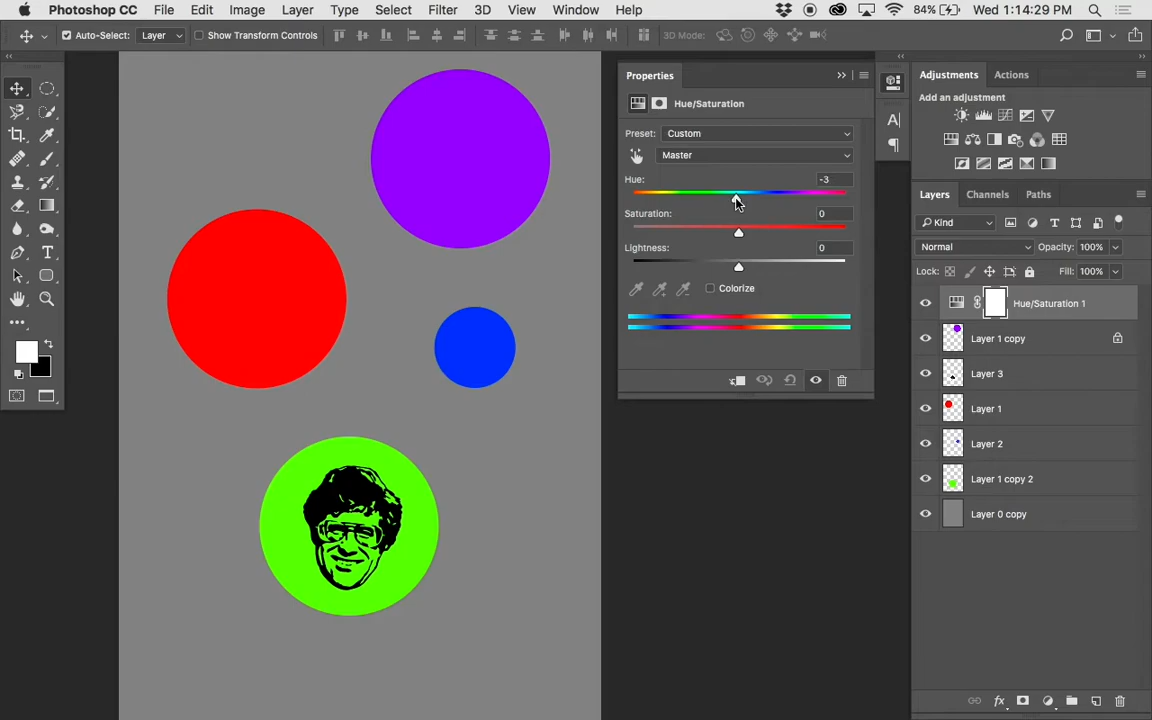 Photoshop CC File Edit Image Layer Type Select Filter 3D View Window Help 84% Wed 1:14:29 PM
Auto-Select: Layer Show Transform Controls 3D Mode:
Properties
Hue/Saturation
Preset: Custom
Master
Hue: -3
Saturation: 0
Lightness: 0
Colorize
Adjustments Actions
Add an adjustment
Layers Channels Paths
Kind
Normal Opacity: 100%
Lock: Fill: 100%
Hue/Saturation 1
Layer 1 copy
Layer 3
Layer 1
Layer 2
Layer 1 copy 2
Layer 0 copy
fx